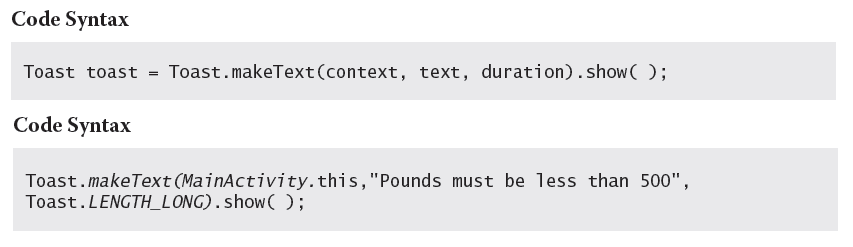 Code Syntax
Toast toast = Toast.makeText(context, text, duration).show( );
Code Syntax
Toast.makeText(MainActivity.this,"Pounds must be less than 500",
Toast.LENGTH_LONG).show( );